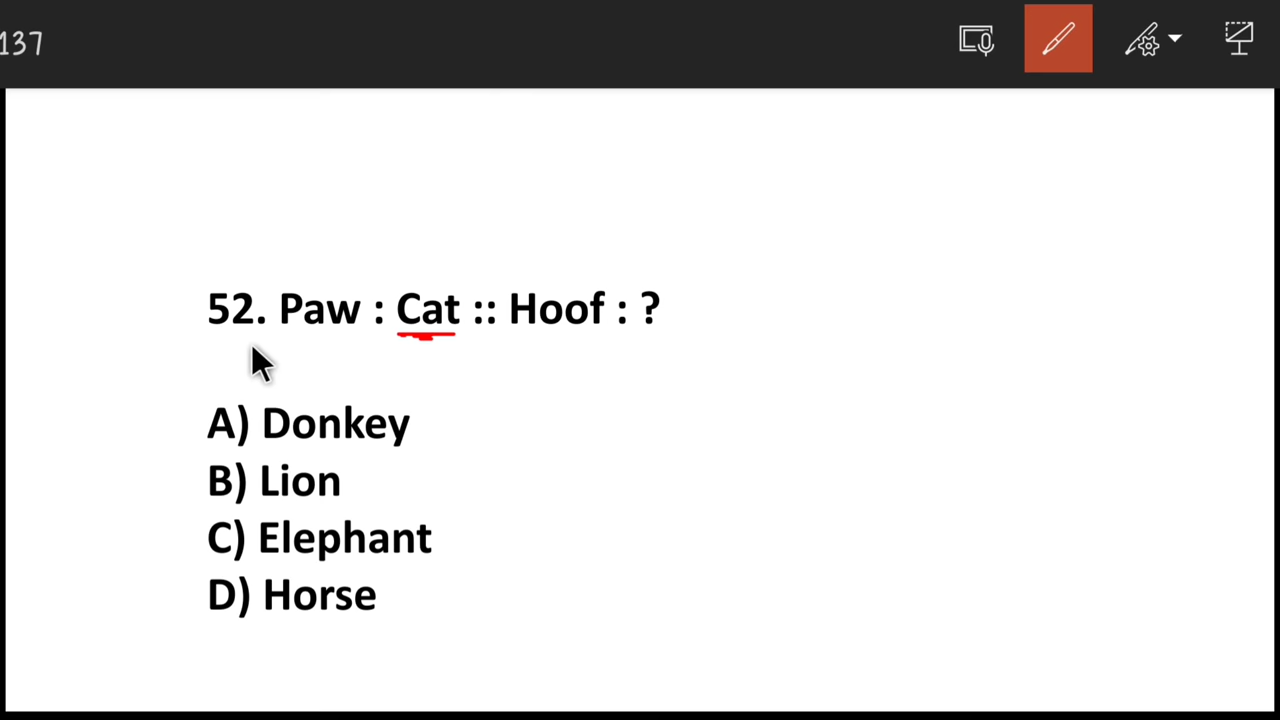 137
52. Paw : Cat :: Hoof : ?
A) Donkey
B) Lion
C) Elephant
D) Horse